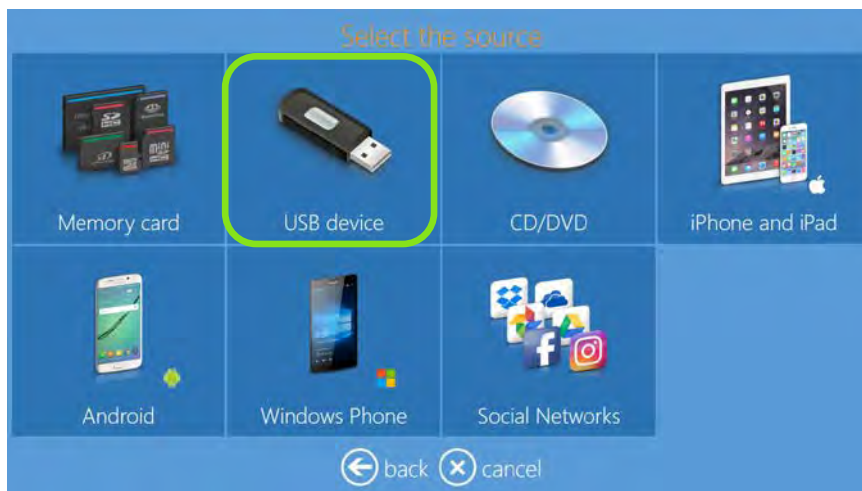 Select the source
Memory card
USB device
CD/DVD
iPhone and iPad
Android
Windows Phone
Social Networks
back
cancel